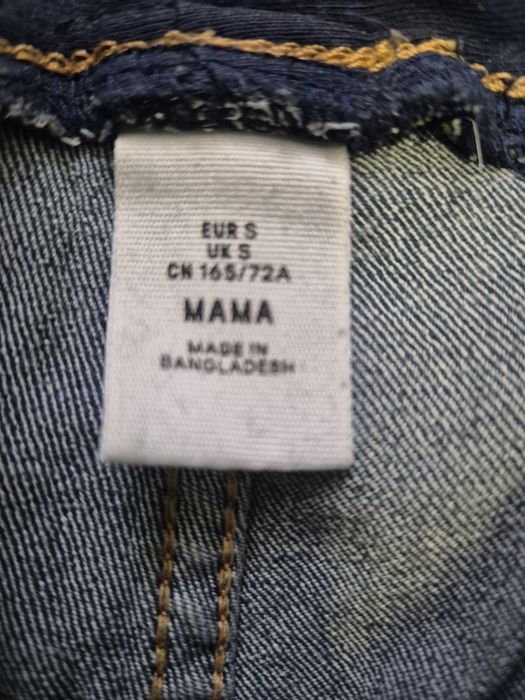 EUR S
UK S
CN 165/72A
MAMA
MADE IN
BANGLADESH